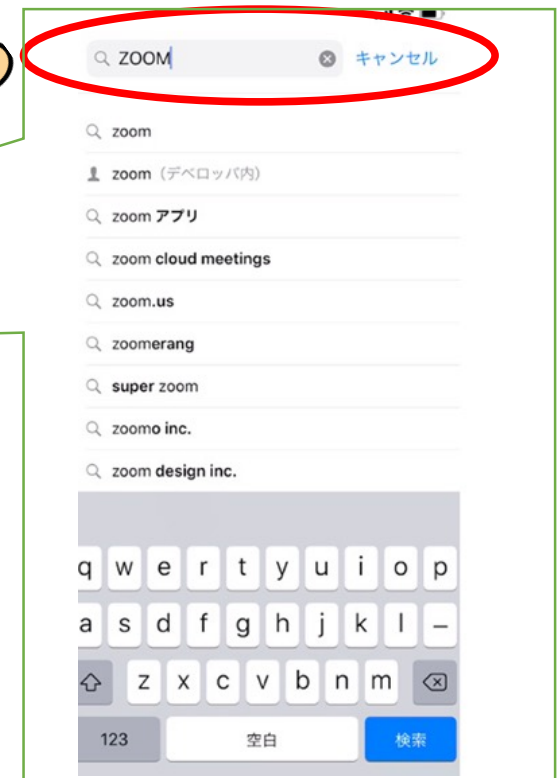 ZOOM キャンセル
zoom
zoom（デベロッパ内）
zoom アプリ
zoom cloud meetings
zoom.us
zoomerang
super zoom
zoomo inc.
zoom design inc.
q w e r t y u i o p
a s d f g h j k l –
z x c v b n m
123 空白 検索